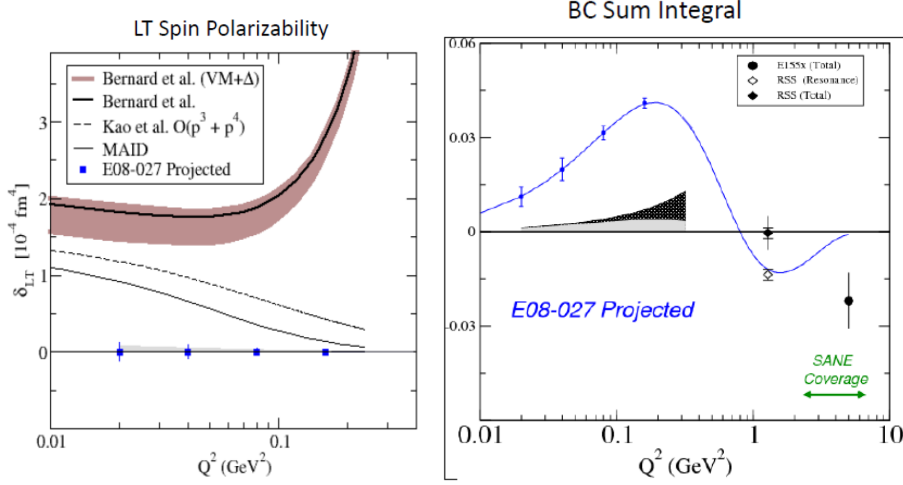 LT Spin Polarizability
Bernard et al. (VM+Δ)
Bernard et al.
Kao et al. O(p³ + p⁴)
MAID
E08-027 Projected
3
2
1
0
δLT [10⁻⁴ fm⁴]
0.01
0.1
Q² (GeV²)
BC Sum Integral
0.06
0.03
0
-0.03
E155x (Total)
RSS (Resonance)
RSS (Total)
E08-027 Projected
SANE
Coverage
0.01
0.1
1
10
Q² (GeV²)